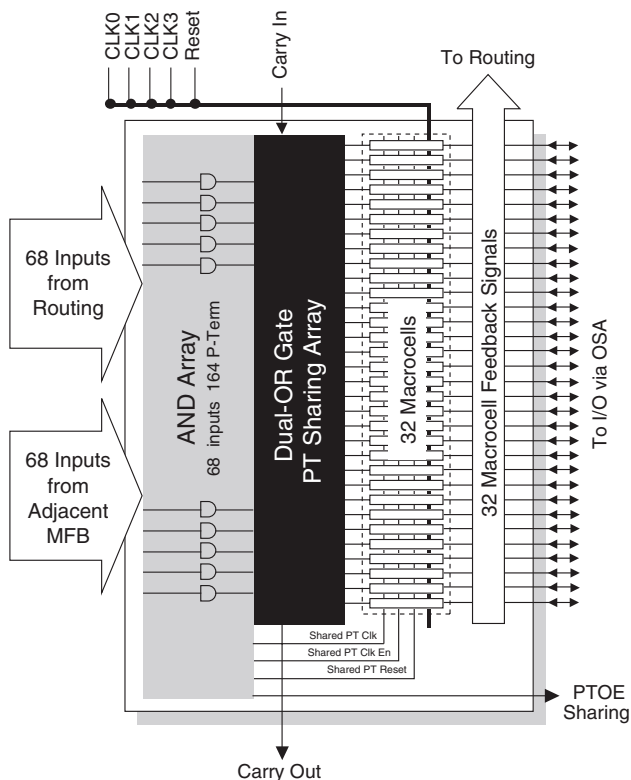 CLK0
CLK1
CLK2
CLK3
Reset
Carry In
To Routing
68 Inputs
from
Routing
68 Inputs
from
Adjacent
MFB
AND Array
68 inputs 164 P-Term
Dual-OR Gate
PT Sharing Array
32 Macrocells
32 Macrocell Feedback Signals
To I/O via OSA
Shared PT Clk
Shared PT Clk En
Shared PT Reset
PTOE
Sharing
Carry Out